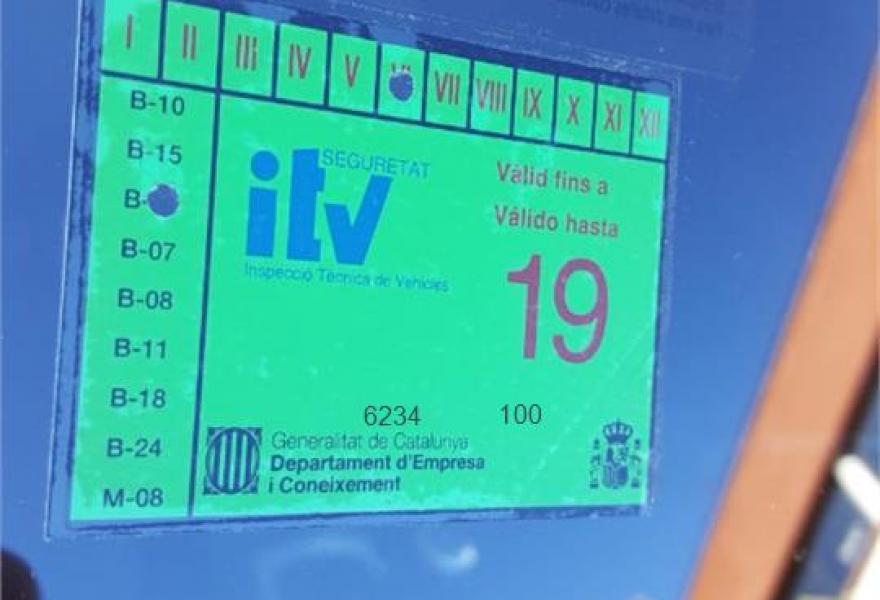 I II III IV V VII VIII IX X XI XII
B-10
B-15
B-
B-07
B-08
B-11
B-18
B-24
M-08
SEGURETAT
itv
Inspecció Tècnica de Vehicles
Vàlid fins a
Válido hasta
19
6234 100
Generalitat de Catalunya
Departament d'Empresa
i Coneixement